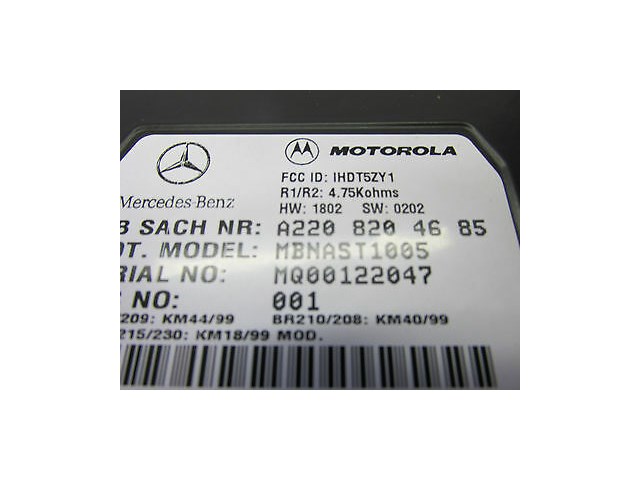 MOTOROLA
Mercedes-Benz
FCC ID: IHDT5ZY1
R1/R2: 4.75Kohms
HW: 1802 SW: 0202
B SACH NR: A220 820 46 85
OT. MODEL: MBNAST1005
RIAL NO: MQ00122047
NO: 001
209: KM44/99 BR210/208: KM40/99
215/230: KM18/99 MOD.